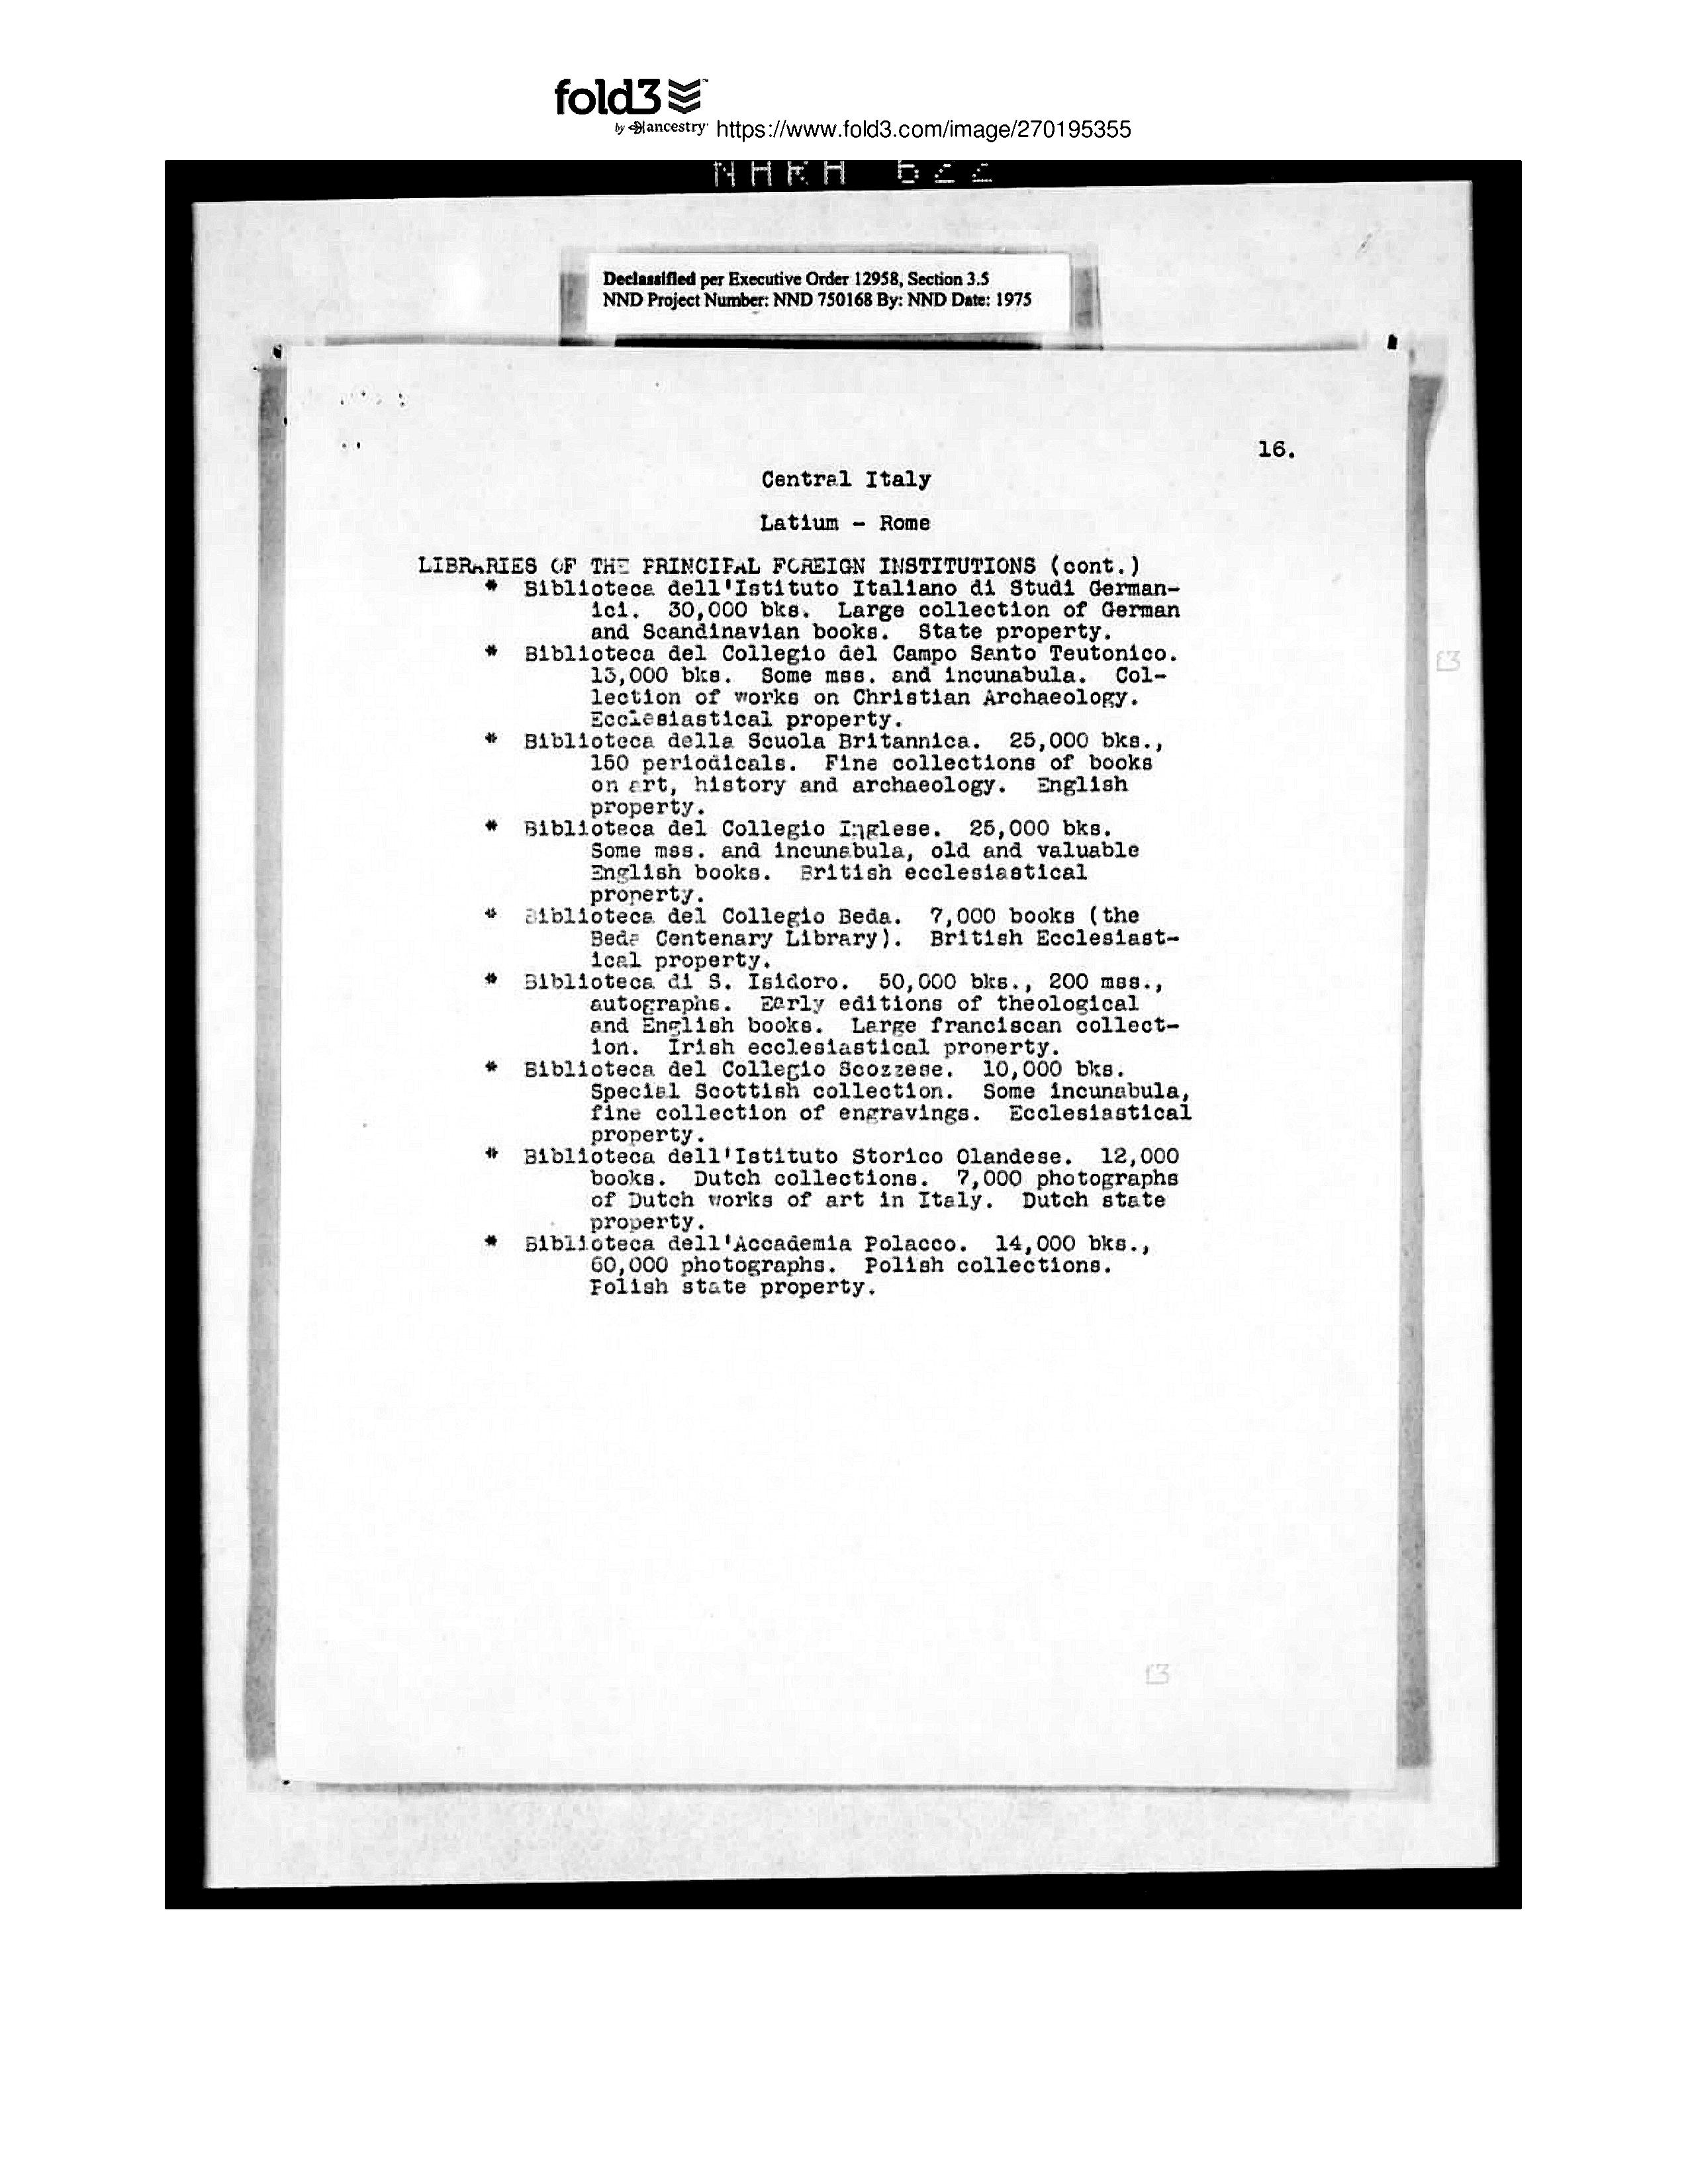 fold3
by ancestry https://www.fold3.com/image/270195355
Declassified per Executive Order 12958, Section 3.5
NND Project Number: NND 750168 By: NND Date: 1975
16.
Central Italy
Latium - Rome
LIBRARIES OF THE PRINCIPAL FOREIGN INSTITUTIONS (cont.)
* Biblioteca dell'Istituto Italiano di Studi German-
ici. 30,000 bks. Large collection of German
and Scandinavian books. State property.
* Biblioteca del Collegio del Campo Santo Teutonico.
13,000 bks. Some mss. and incunabula. Col-
lection of works on Christian Archaeology.
Ecclesiastical property.
* Biblioteca della Scuola Britannica. 25,000 bks.,
150 periodicals. Fine collections of books
on art, history and archaeology. English
property.
* Biblioteca del Collegio Inglese. 25,000 bks.
Some mss. and incunabula, old and valuable
English books. British ecclesiastical
property.
* Biblioteca del Collegio Beda. 7,000 books (the
Beda Centenary Library). British Ecclesiast-
ical property.
* Biblioteca di S. Isidoro. 50,000 bks., 200 mss.,
autographs. Early editions of theological
and English books. Large franciscan collect-
ion. Irish ecclesiastical property.
* Biblioteca del Collegio Scozzese. 10,000 bks.
Special Scottish collection. Some incunabula,
fine collection of engravings. Ecclesiastical
property.
* Biblioteca dell'Istituto Storico Olandese. 12,000
books. Dutch collections. 7,000 photographs
of Dutch works of art in Italy. Dutch state
property.
* Biblioteca dell'Accademia Polacco. 14,000 bks.,
60,000 photographs. Polish collections.
Polish state property.
f3
f3